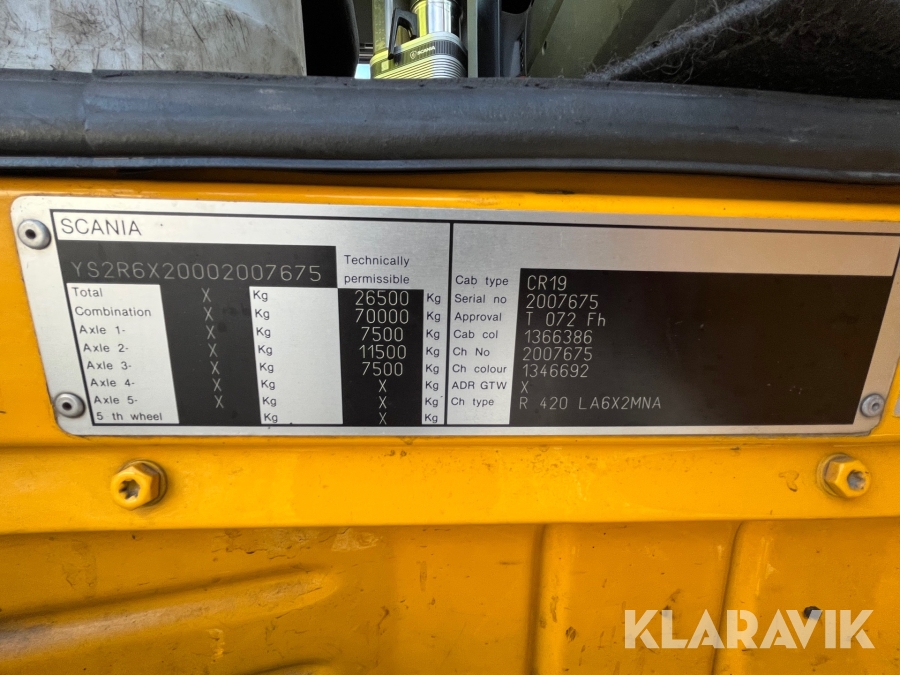 SCANIA
SCANIA
YS2R6X20002007675
Technically
permissible
Total X Kg 26500 Kg
Combination X Kg 70000 Kg
Axle 1- X Kg 7500 Kg
Axle 2- X Kg 11500 Kg
Axle 3- X Kg 7500 Kg
Axle 4- X Kg X Kg
Axle 5- X Kg X Kg
5 th wheel Kg X Kg
Cab type CR19
Serial no 2007675
Approval T 072 Fh
Cab col 1366386
Ch No 2007675
Ch colour 1346692
ADR GTW X
Ch type R 420 LA6X2MNA
KLARAVIK